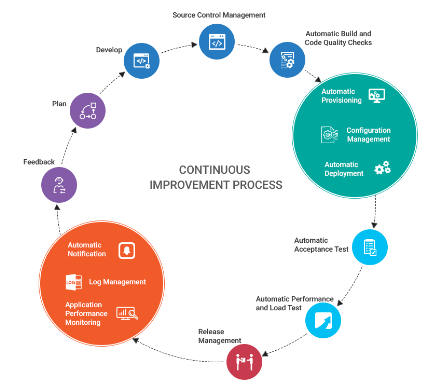 Source Control Management
Automatic Build and
Code Quality Checks
Develop
Plan
Feedback
Automatic
Provisioning
Configuration
Management
Automatic
Deployment
CONTINUOUS
IMPROVEMENT PROCESS
Automatic
Acceptance Test
Automatic Performance
and Load Test
Release
Management
Automatic
Notification
LOG
Log Management
Application
Performance
Monitoring